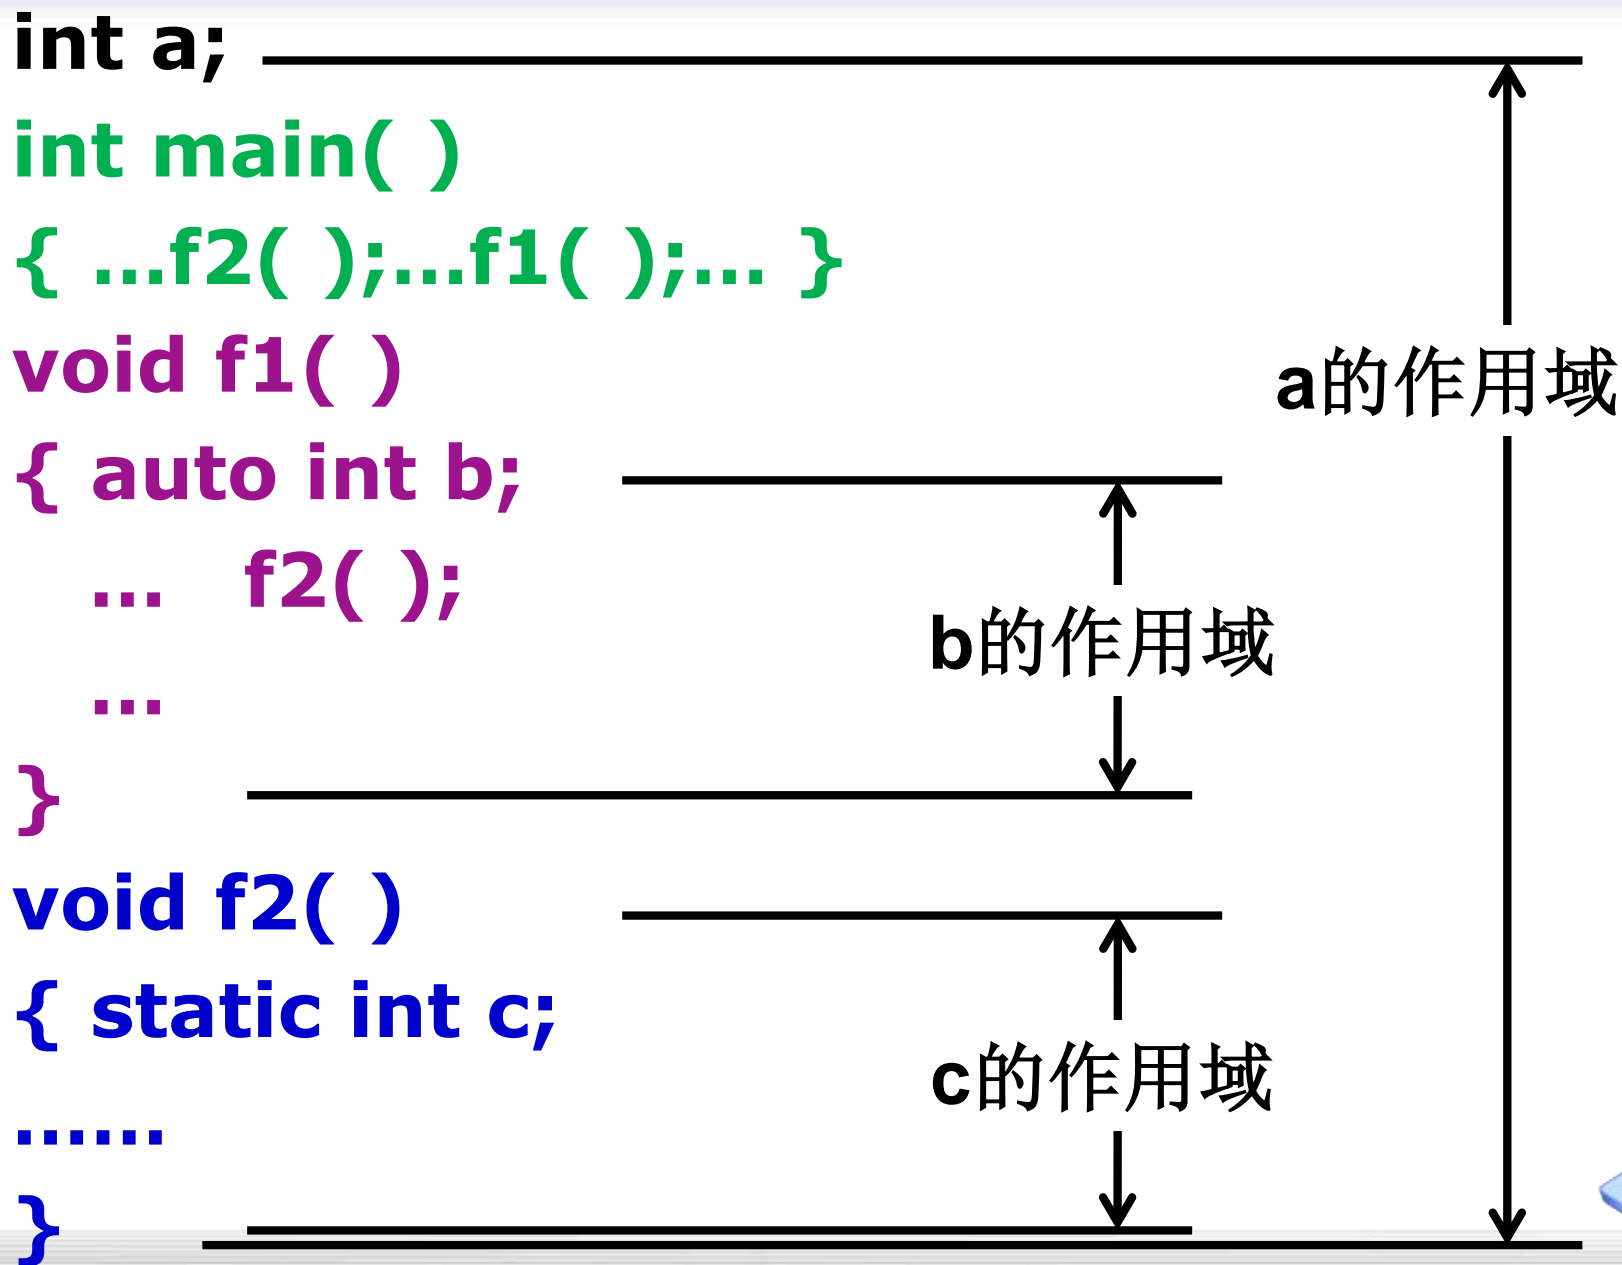 int a;
int main( )
{ …f2( );…f1( );… }
void f1( )
a的作用域
{ auto int b;
… f2( );
b的作用域
…
}
void f2( )
{ static int c;
c的作用域
……
}